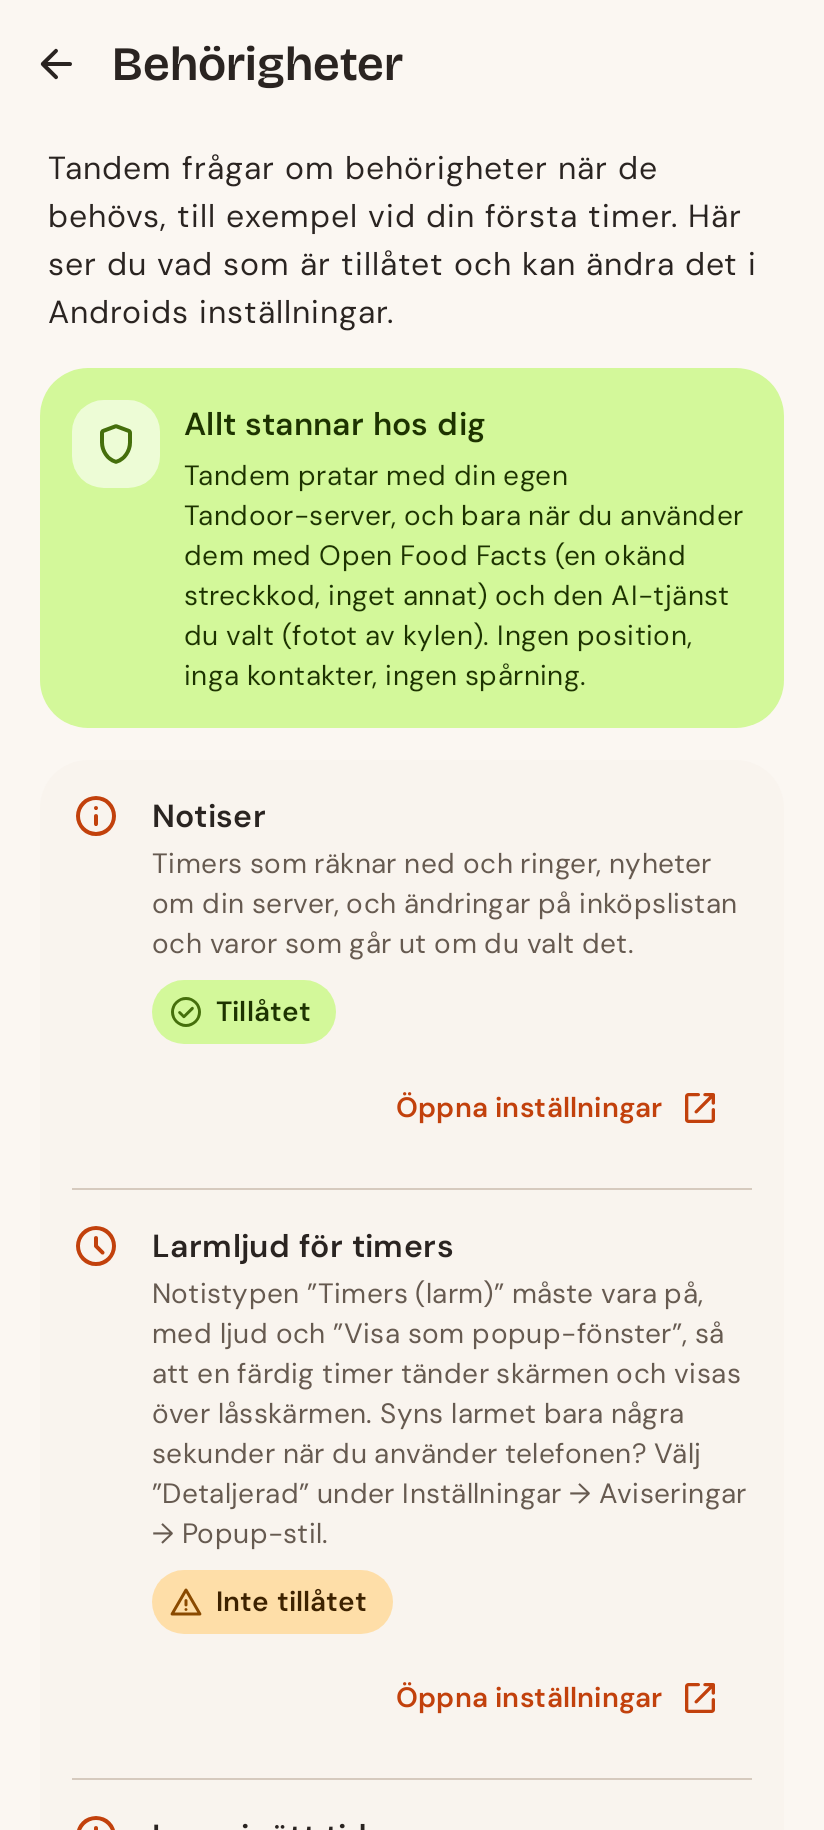 Behörigheter
Tandem frågar om behörigheter när de
behövs, till exempel vid din första timer. Här
ser du vad som är tillåtet och kan ändra det i
Androids inställningar.
Allt stannar hos dig
Tandem pratar med din egen
Tandoor-server, och bara när du använder
dem med Open Food Facts (en okänd
streckkod, inget annat) och den AI-tjänst
du valt (fotot av kylen). Ingen position,
inga kontakter, ingen spårning.
Notiser
Timers som räknar ned och ringer, nyheter
om din server, och ändringar på inköpslistan
och varor som går ut om du valt det.
Tillåtet
Öppna inställningar
Larmljud för timers
Notistypen ”Timers (larm)” måste vara på,
med ljud och ”Visa som popup-fönster”, så
att en färdig timer tänder skärmen och visas
över låsskärmen. Syns larmet bara några
sekunder när du använder telefonen? Välj
”Detaljerad” under Inställningar → Aviseringar
→ Popup-stil.
Inte tillåtet
Öppna inställningar